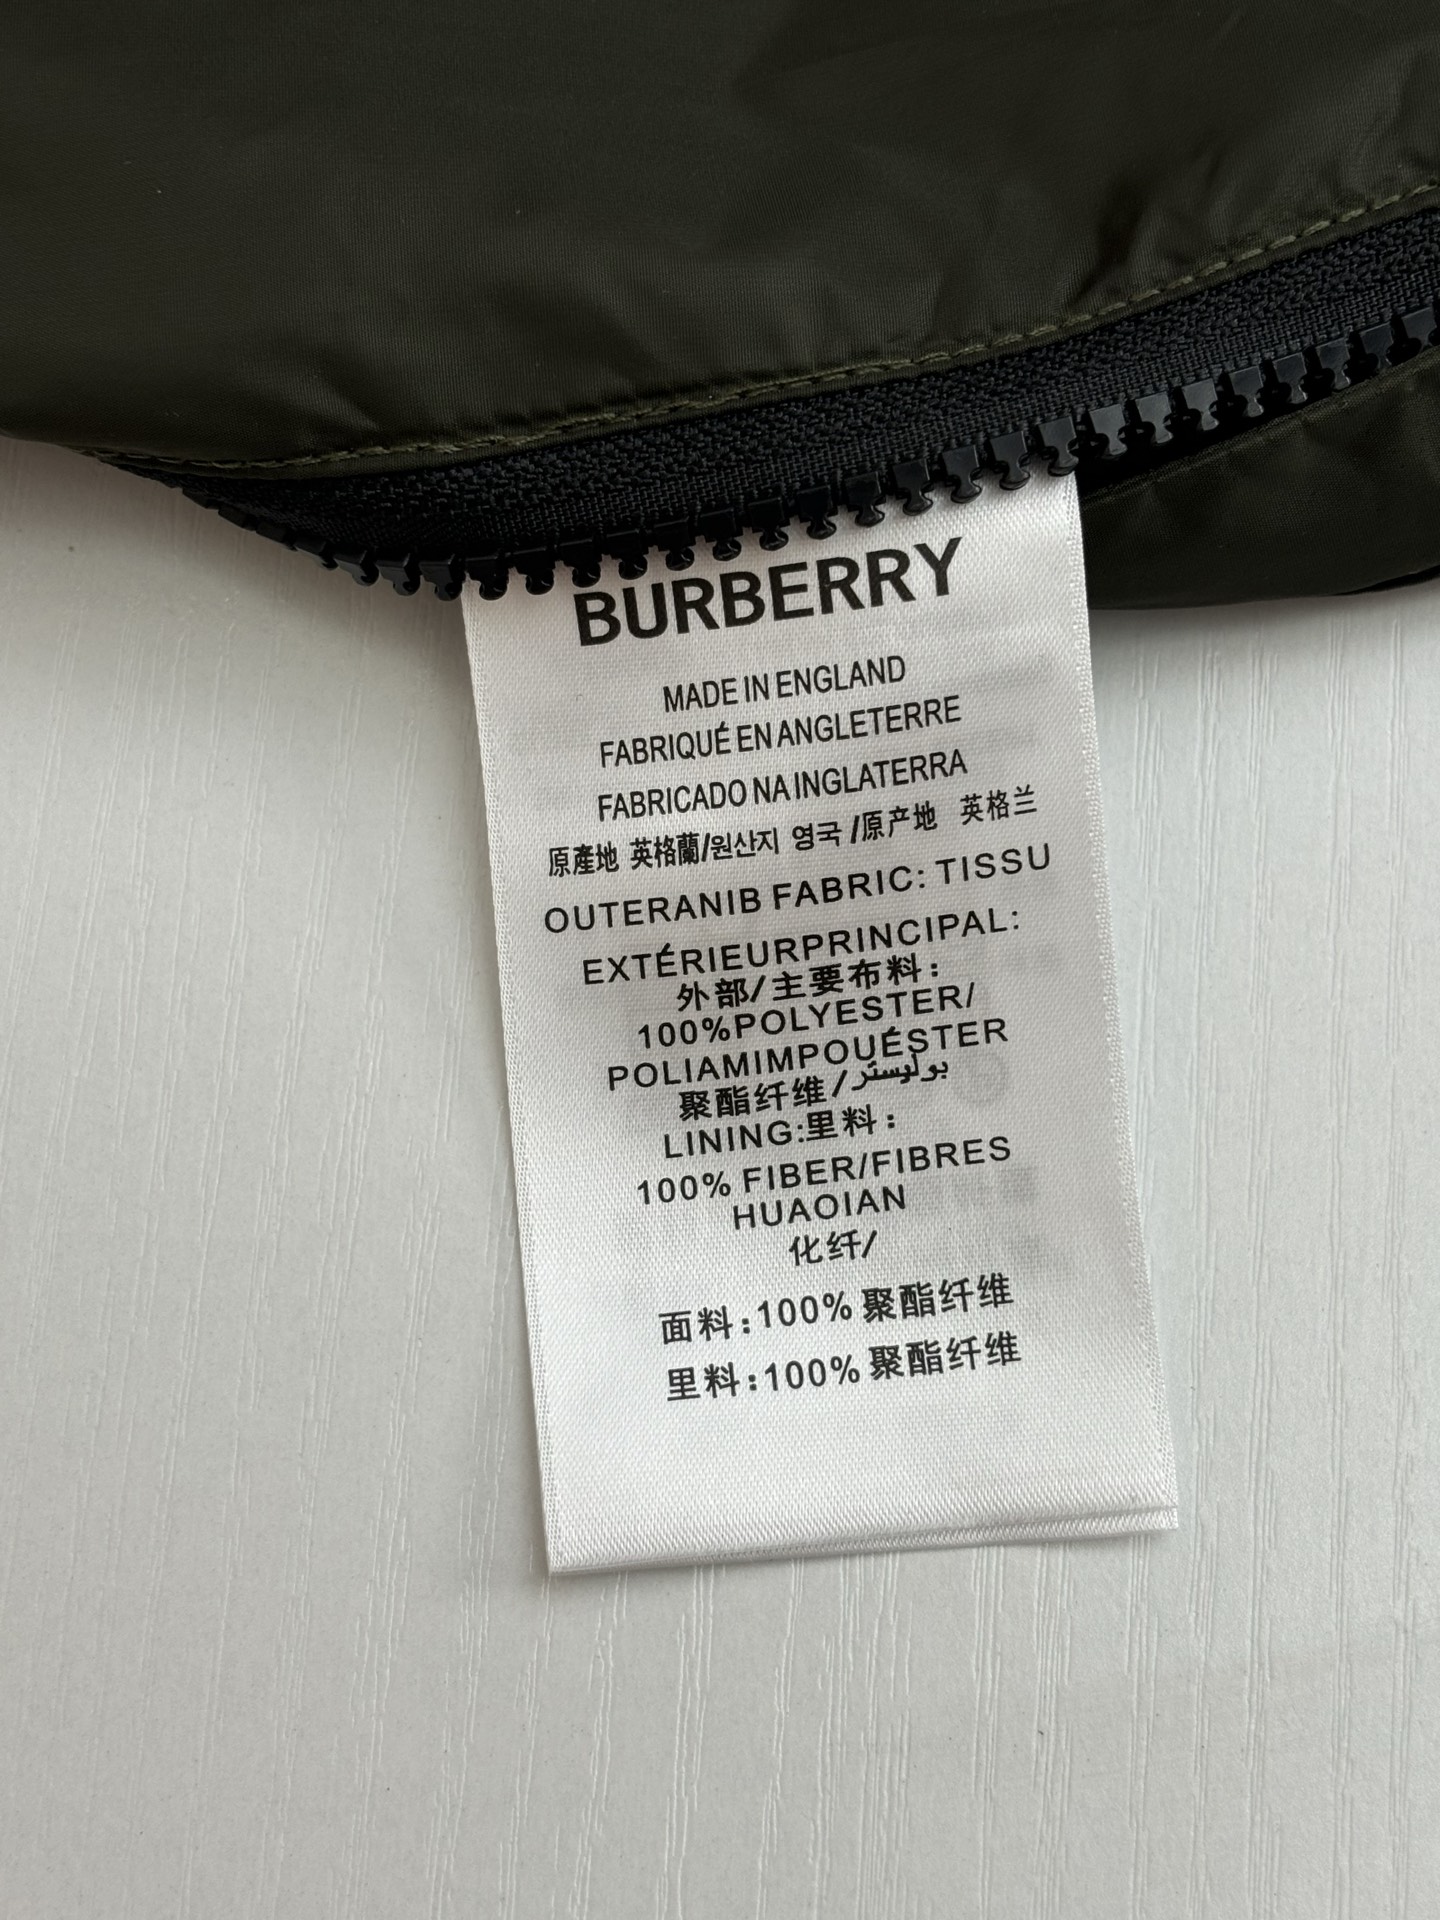 BURBERRY
MADE IN ENGLAND
FABRIQUÉ EN ANGLETERRE
FABRICADO NA INGLATERRA
原產地 英格蘭/원산지 영국 /原产地 英格兰
OUTERANIB FABRIC: TISSU
EXTÉRIEURPRINCIPAL:
外部/主要布料：
100%POLYESTER/
POLIAMIMPOUÉSTER
聚酯纤维/بوليستر
LINING:里料：
100% FIBER/FIBRES
HUAOIAN
化纤/
面料:100% 聚酯纤维
里料:100% 聚酯纤维